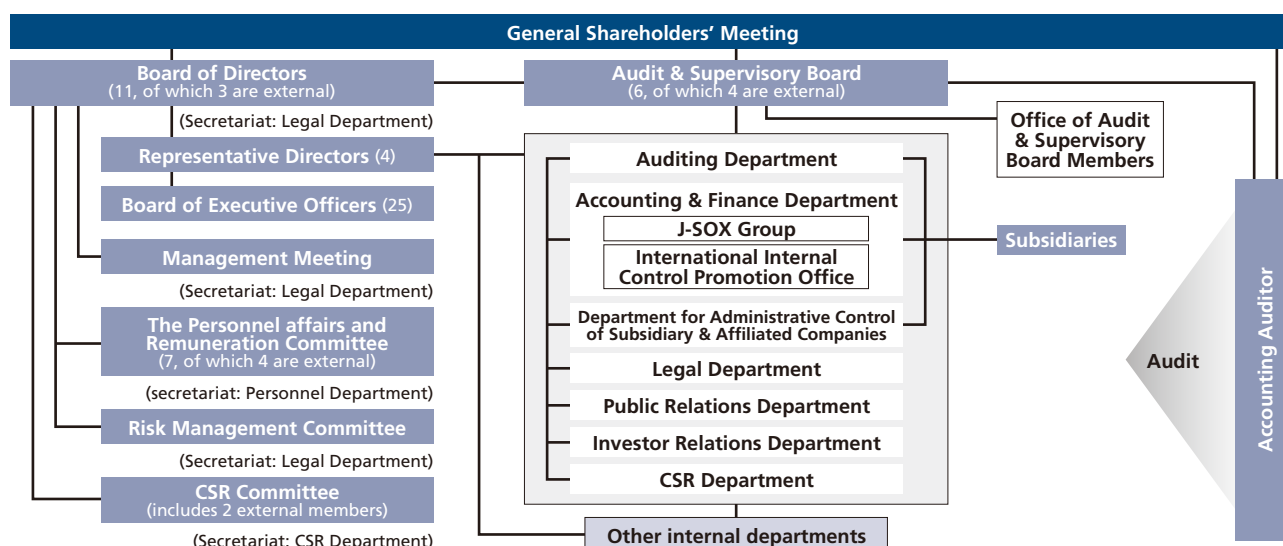 General Shareholders' Meeting
Board of Directors
(11, of which 3 are external)
(Secretariat: Legal Department)
Representative Directors (4)
Board of Executive Officers (25)
Management Meeting
(Secretariat: Legal Department)
The Personnel affairs and
Remuneration Committee
(7, of which 4 are external)
(secretariat: Personnel Department)
Risk Management Committee
(Secretariat: Legal Department)
CSR Committee
(includes 2 external members)
(Secretariat: CSR Department)
Audit & Supervisory Board
(6, of which 4 are external)
Auditing Department
Accounting & Finance Department
J-SOX Group
International Internal
Control Promotion Office
Department for Administrative Control
of Subsidiary & Affiliated Companies
Legal Department
Public Relations Department
Investor Relations Department
CSR Department
Other internal departments
Office of Audit
& Supervisory
Board Members
Subsidiaries
Audit
Accounting Auditor